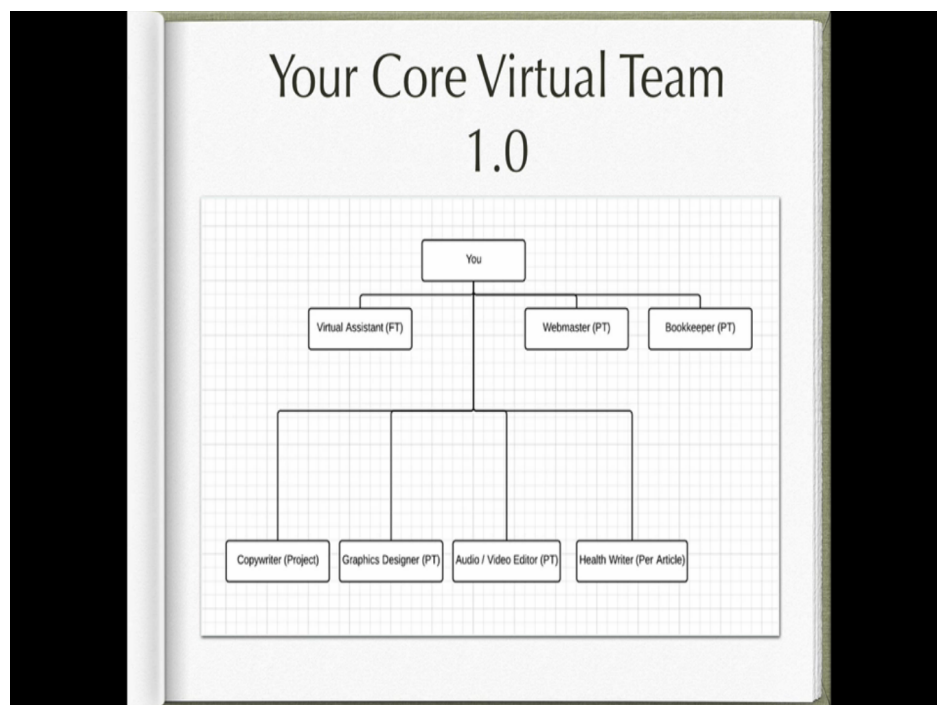 Your Core Virtual Team
1.0
You
Virtual Assistant (FT)
Webmaster (PT)
Bookkeeper (PT)
Copywriter (Project)
Graphics Designer (PT)
Audio / Video Editor (PT)
Health Writer (Per Article)